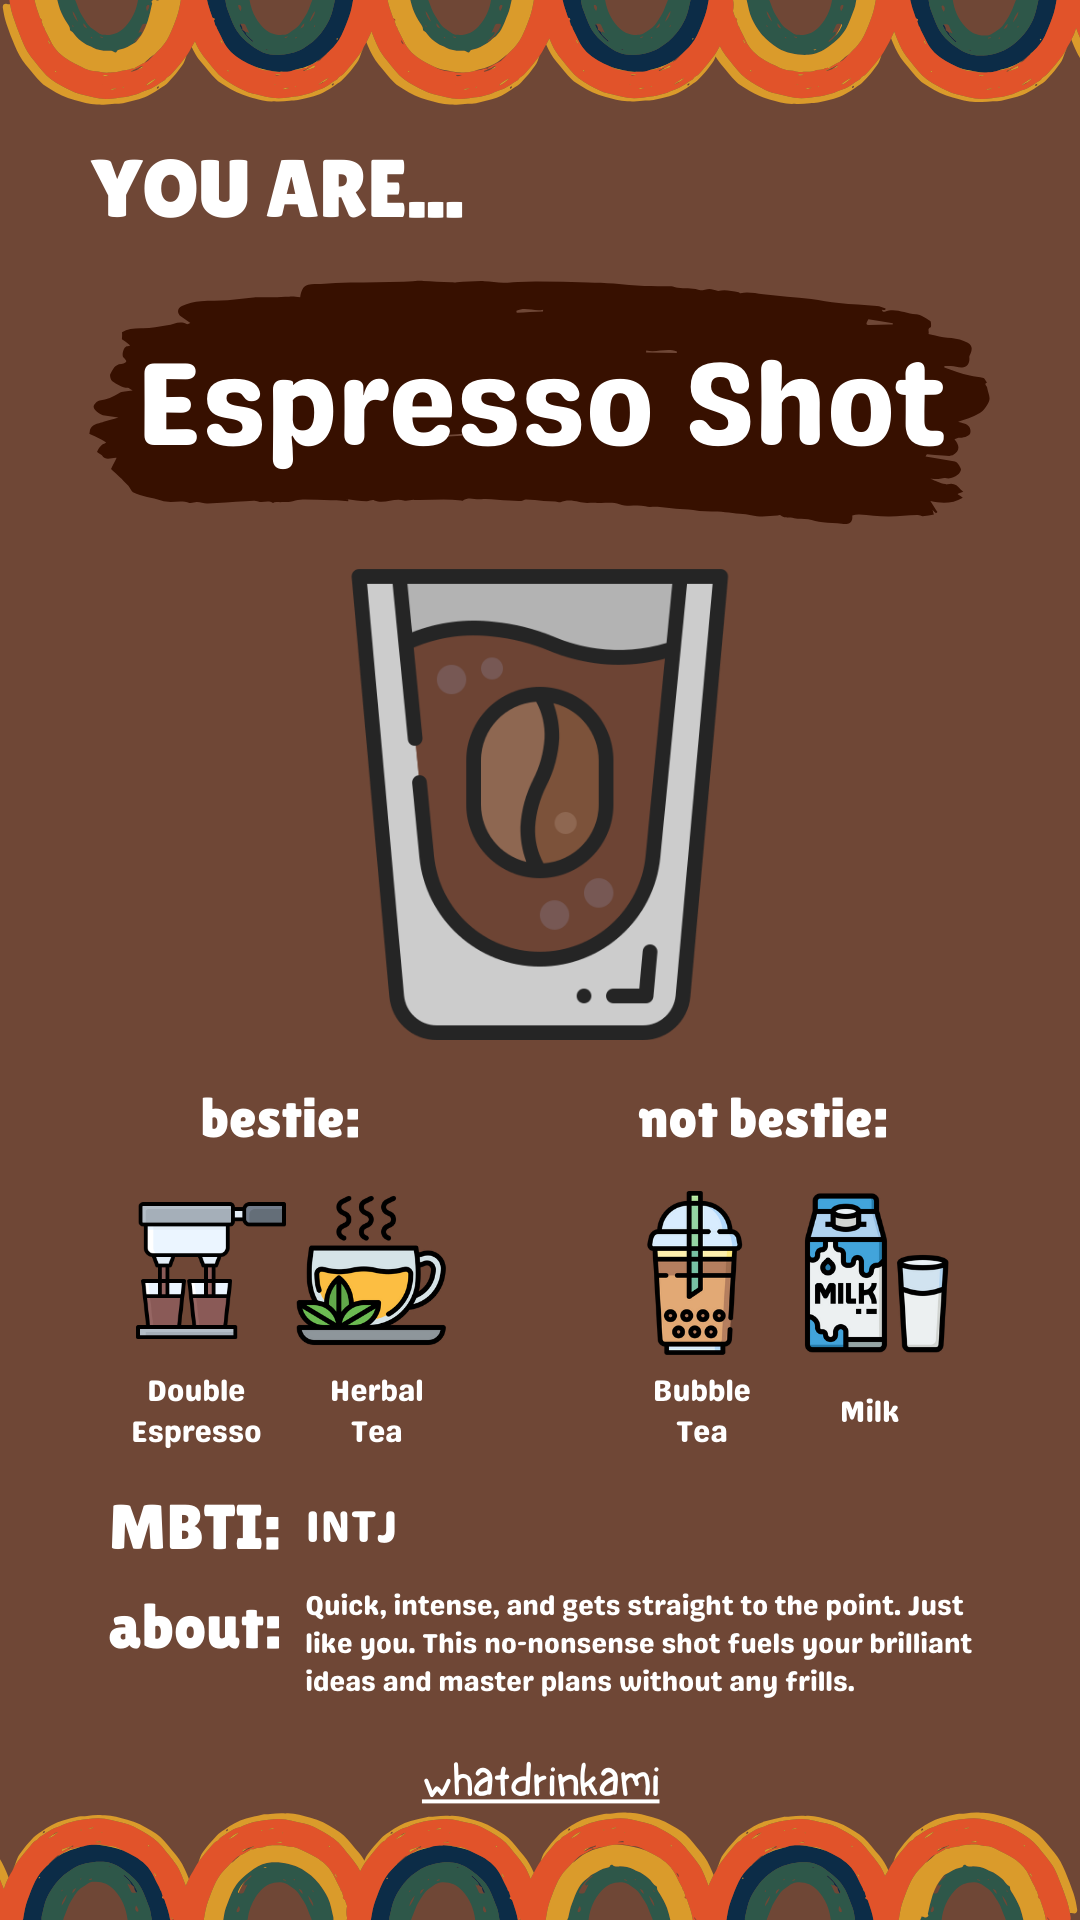 YOU ARE...
Espresso Shot
bestie:
not bestie:
MILK
Double
Espresso
Herbal
Tea
Bubble
Tea
Milk
MBTI: INTJ
about:
Quick, intense, and gets straight to the point. Just
like you. This no-nonsense shot fuels your brilliant
ideas and master plans without any frills.
whatdrinkami